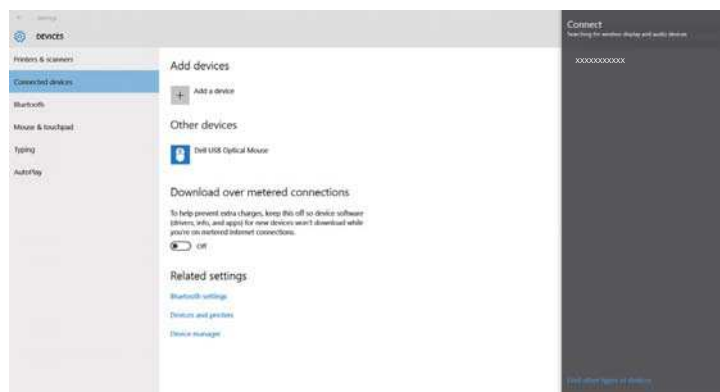 Settings
DEVICES
Printers & scanners
Connected devices
Bluetooth
Mouse & touchpad
Typing
AutoPlay
Add devices
Add a device
Other devices
Dell USB Optical Mouse
Download over metered connections
To help prevent extra charges, keep this off so device software
(drivers, info, and apps) for new devices won't download while
you're on metered Internet connections.
Off
Related settings
Bluetooth settings
Devices and printers
Device manager
Connect
Searching for wireless display and audio devices
XXXXXXXXXXX
Find other types of devices